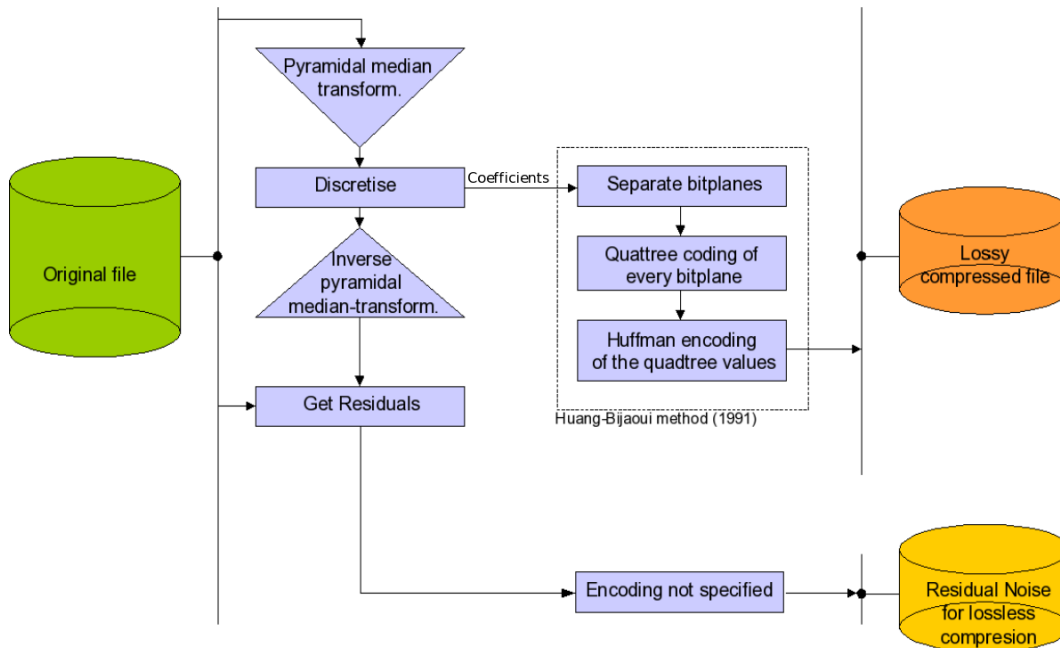 Pyramidal median
transform.
Discretise
Coefficients
Separate bitplanes
Original file
Inverse
pyramidal
median-transform.
Quattree coding of
every bitplane
Lossy
compressed file
Huffman encoding
of the quadtree values
Get Residuals
Huang-Bijaoui method (1991)
Encoding not specified
Residual Noise
for lossless
compresion